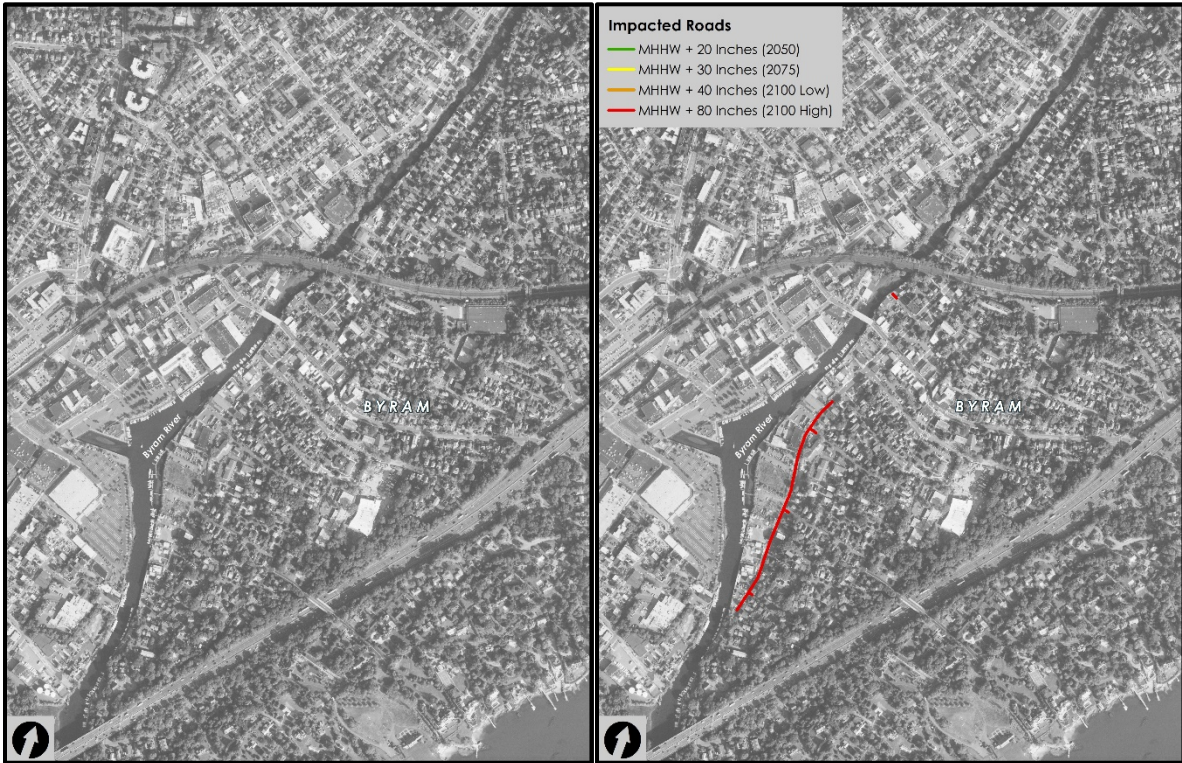 BYRAM
Byram River
Impacted Roads
MHHW + 20 Inches (2050)
MHHW + 30 Inches (2075)
MHHW + 40 Inches (2100 Low)
MHHW + 80 Inches (2100 High)
BYRAM
Byram River